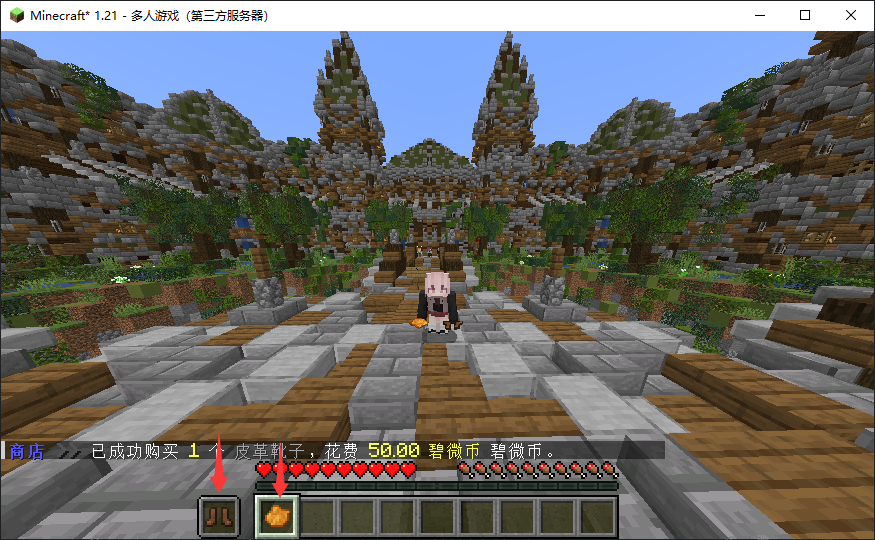 Minecraft* 1.21 - 多人游戏（第三方服务器）
商店 >> 已成功购买 1 个 皮革靴子，花费 50.00 碧微币 碧微币。